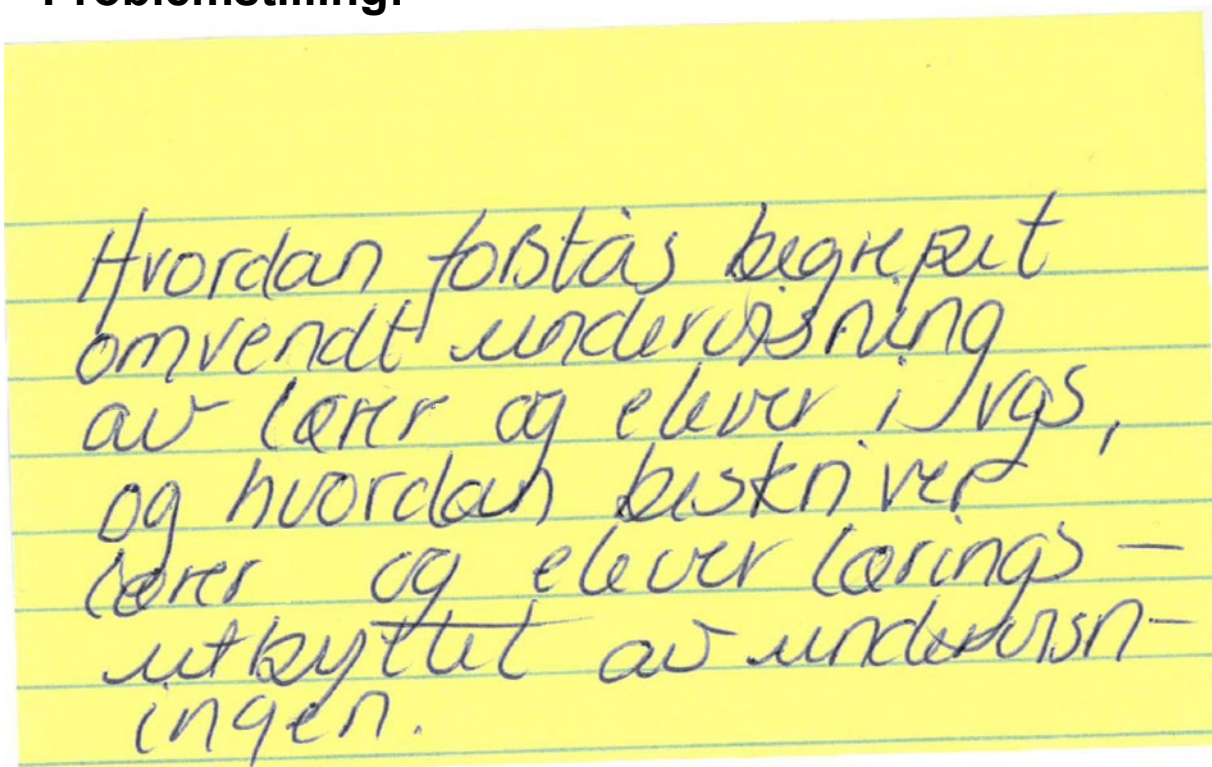 Problemstilling:
Hvordan forstås begrepet
omvendt undervisning
av lærer og elever i vgs,
og hvordan beskriver
lærer og elever lærings-
utbyttet av undervisn-
ingen.